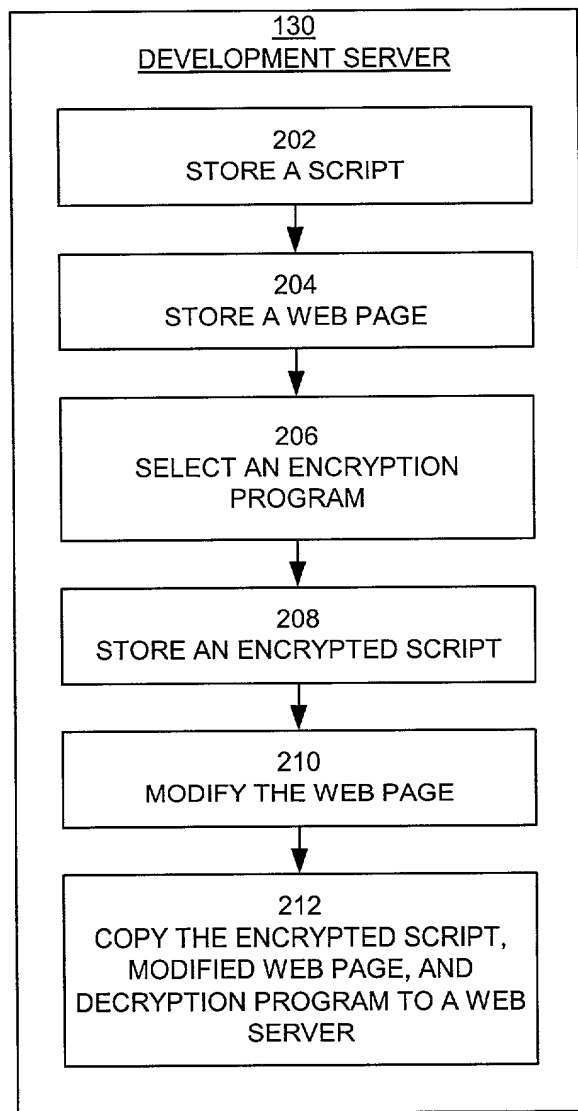 130
DEVELOPMENT SERVER
202
STORE A SCRIPT
204
STORE A WEB PAGE
206
SELECT AN ENCRYPTION
PROGRAM
208
STORE AN ENCRYPTED SCRIPT
210
MODIFY THE WEB PAGE
212
COPY THE ENCRYPTED SCRIPT,
MODIFIED WEB PAGE, AND
DECRYPTION PROGRAM TO A WEB
SERVER